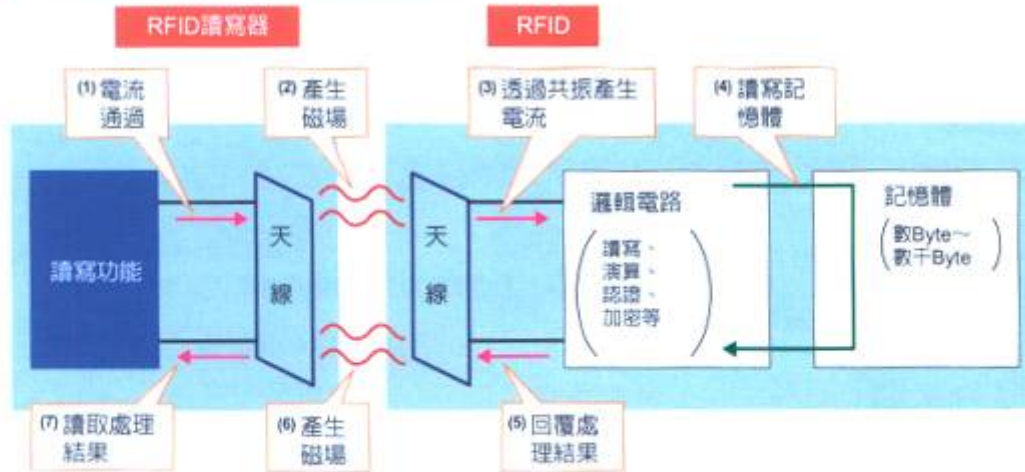 RFID讀寫器
RFID
(1) 電流
通過
(2) 產生
磁場
(3) 透過共振產生
電流
(4) 讀寫記
憶體
讀寫功能
天
線
天
線
邏輯電路
讀寫、
演算、
認證、
加密等
記憶體
數Byte～
數千Byte
(7) 讀取處理
結果
(6) 產生
磁場
(5) 回覆處
理結果